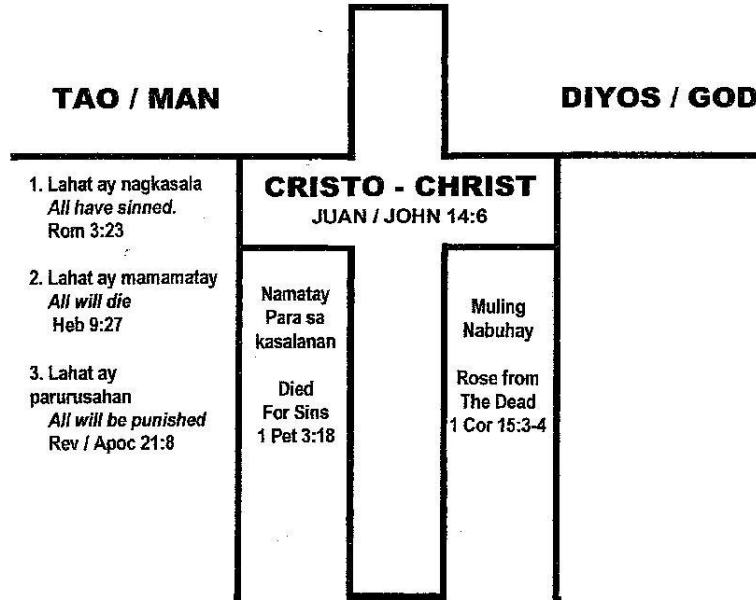 TAO / MAN
DIYOS / GOD
1. Lahat ay nagkasala
All have sinned.
Rom 3:23
2. Lahat ay mamamatay
All will die
Heb 9:27
3. Lahat ay
parurusahan
All will be punished
Rev / Apoc 21:8
CRISTO - CHRIST
JUAN / JOHN 14:6
Namatay
Para sa
kasalanan
Died
For Sins
1 Pet 3:18
Muling
Nabuhay
Rose from
The Dead
1 Cor 15:3-4